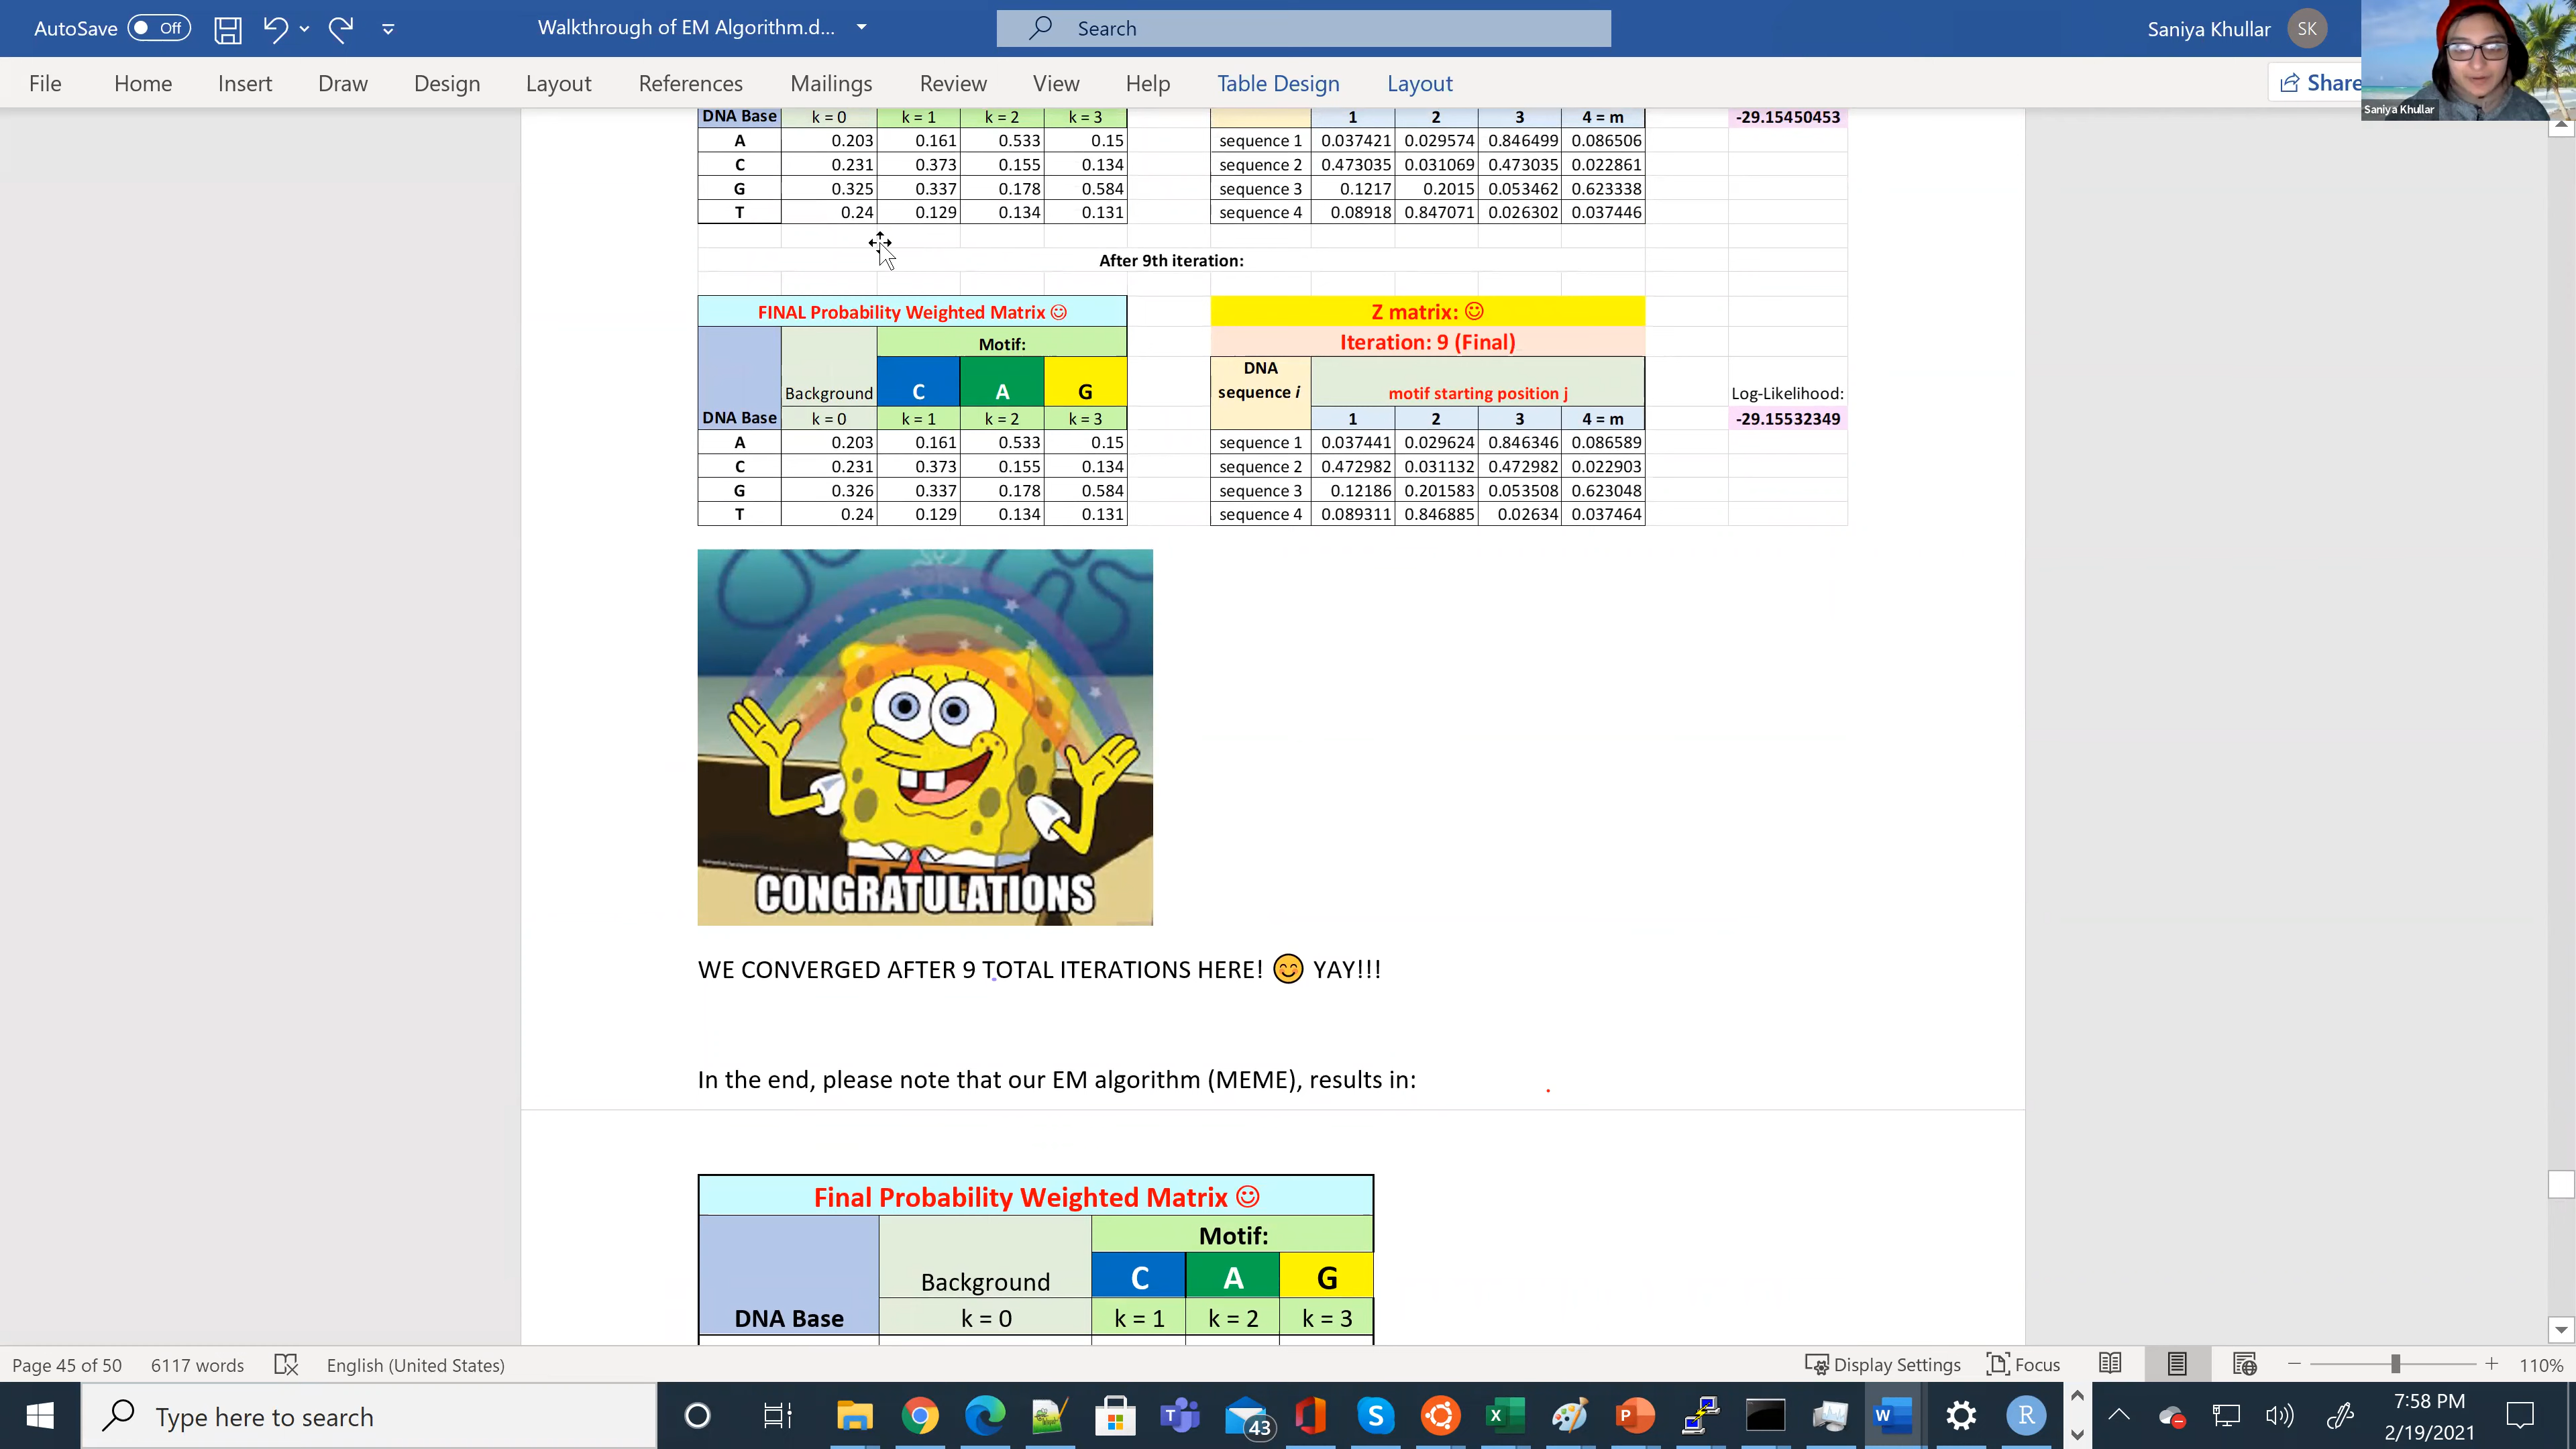 AutoSave Off Walkthrough of EM Algorithm.d... Search Saniya Khullar SK
File Home Insert Draw Design Layout References Mailings Review View Help Table Design Layout Share
Saniya Khullar
DNA Base k = 0 k = 1 k = 2 k = 3 1 2 3 4 = m -29.15450453
A 0.203 0.161 0.533 0.15 sequence 1 0.037421 0.029574 0.846499 0.086506
C 0.231 0.373 0.155 0.134 sequence 2 0.473035 0.031069 0.473035 0.022861
G 0.325 0.337 0.178 0.584 sequence 3 0.1217 0.2015 0.053462 0.623338
T 0.24 0.129 0.134 0.131 sequence 4 0.08918 0.847071 0.026302 0.037446
After 9th iteration:
FINAL Probability Weighted Matrix ☺ Z matrix: ☺
Motif: Iteration: 9 (Final)
Background C A G DNA sequence i motif starting position j Log-Likelihood:
DNA Base k = 0 k = 1 k = 2 k = 3 1 2 3 4 = m -29.15532349
A 0.203 0.161 0.533 0.15 sequence 1 0.037441 0.029624 0.846346 0.086589
C 0.231 0.373 0.155 0.134 sequence 2 0.472982 0.031132 0.472982 0.022903
G 0.326 0.337 0.178 0.584 sequence 3 0.12186 0.201583 0.053508 0.623048
T 0.24 0.129 0.134 0.131 sequence 4 0.089311 0.846885 0.02634 0.037464
CONGRATULATIONS
WE CONVERGED AFTER 9 TOTAL ITERATIONS HERE! 😊 YAY!!!
In the end, please note that our EM algorithm (MEME), results in:
Final Probability Weighted Matrix ☺
Motif:
Background C A G
DNA Base k = 0 k = 1 k = 2 k = 3
Page 45 of 50 6117 words English (United States) Display Settings Focus 110%
Type here to search 43 7:58 PM
2/19/2021